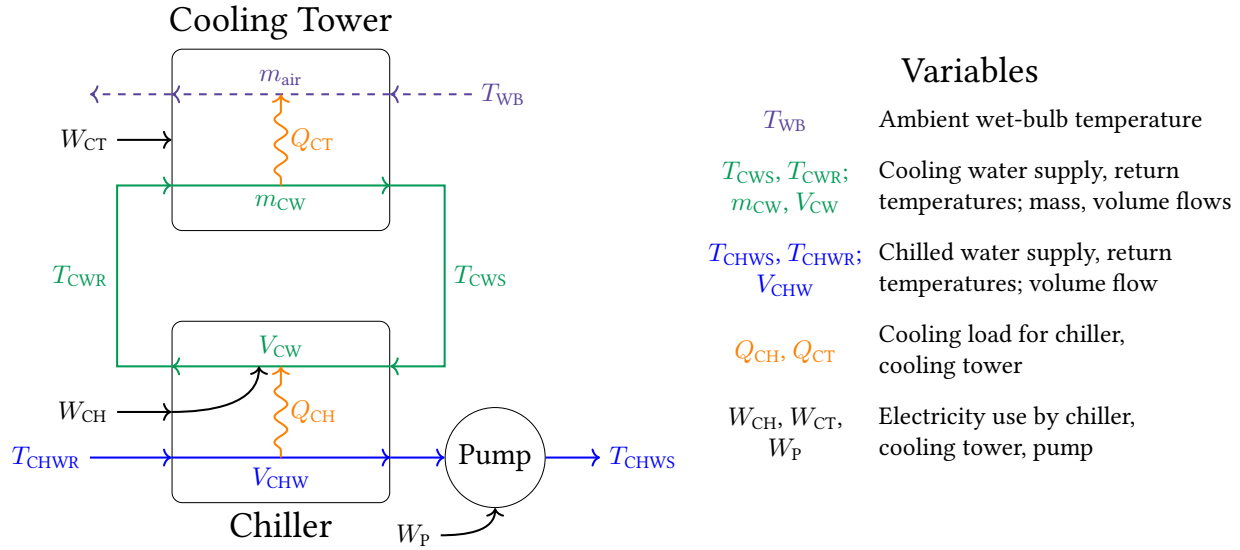 Cooling Tower
m_air
T_WB
W_CT
Q_CT
m_CW
T_CWR
T_CWS
V_CW
W_CH
Q_CH
T_CHWR
V_CHW
Pump
T_CHWS
Chiller
W_P
Variables
T_WB Ambient wet-bulb temperature
T_CWS, T_CWR; Cooling water supply, return
m_CW, V_CW temperatures; mass, volume flows
T_CHWS, T_CHWR; Chilled water supply, return
V_CHW temperatures; volume flow
Q_CH, Q_CT Cooling load for chiller,
cooling tower
W_CH, W_CT, Electricity use by chiller,
W_P cooling tower, pump